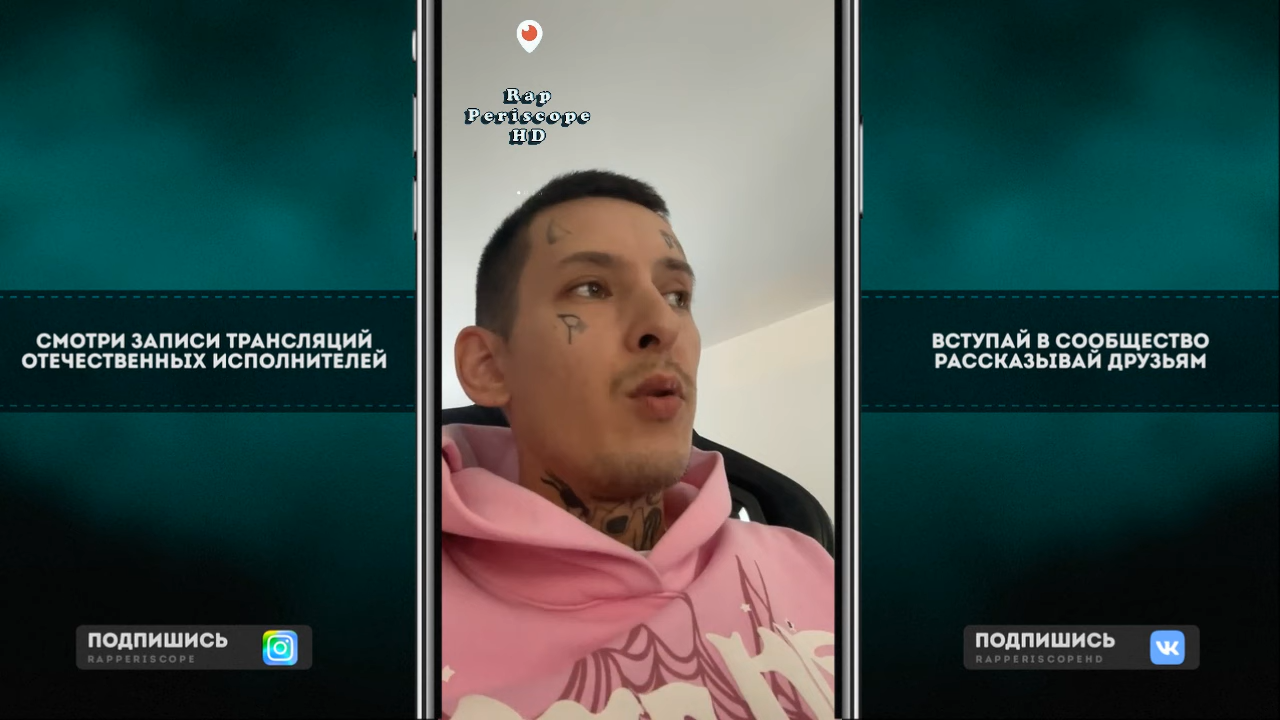 Rap
Periscope
HD
СМОТРИ ЗАПИСИ ТРАНСЛЯЦИЙ
ОТЕЧЕСТВЕННЫХ ИСПОЛНИТЕЛЕЙ
ВСТУПАЙ В СООБЩЕСТВО
РАССКАЗЫВАЙ ДРУЗЬЯМ
ПОДПИШИСЬ
RAPPERISCOPE
ПОДПИШИСЬ
RAPPERISCOPEHD